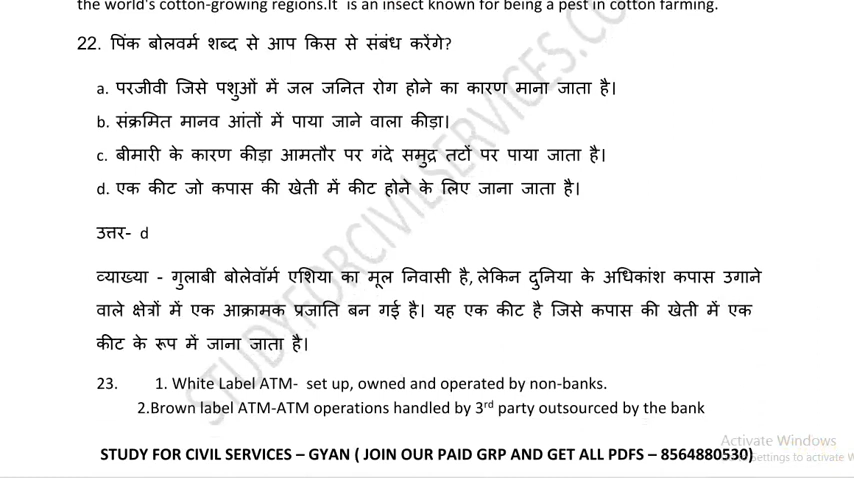 the world's cotton-growing regions.It is an insect known for being a pest in cotton farming.
22. पिंक बोलवर्म शब्द से आप किस से संबंध करेंगे?
a. परजीवी जिसे पशुओं में जल जनित रोग होने का कारण माना जाता है।
b. संक्रमित मानव आंतों में पाया जाने वाला कीड़ा।
c. बीमारी के कारण कीड़ा आमतौर पर गंदे समुद्र तटों पर पाया जाता है।
d. एक कीट जो कपास की खेती में कीट होने के लिए जाना जाता है।
उत्तर- d
व्याख्या - गुलाबी बोलेवॉर्म एशिया का मूल निवासी है, लेकिन दुनिया के अधिकांश कपास उगाने
वाले क्षेत्रों में एक आक्रामक प्रजाति बन गई है। यह एक कीट है जिसे कपास की खेती में एक
कीट के रूप में जाना जाता है।
23. 1. White Label ATM- set up, owned and operated by non-banks.
2.Brown label ATM-ATM operations handled by 3rd party outsourced by the bank
STUDY FOR CIVIL SERVICES – GYAN ( JOIN OUR PAID GRP AND GET ALL PDFS – 8564880530)
Activate Windows
Settings to activate W
STUDYFORCIVILSERVICES.CO